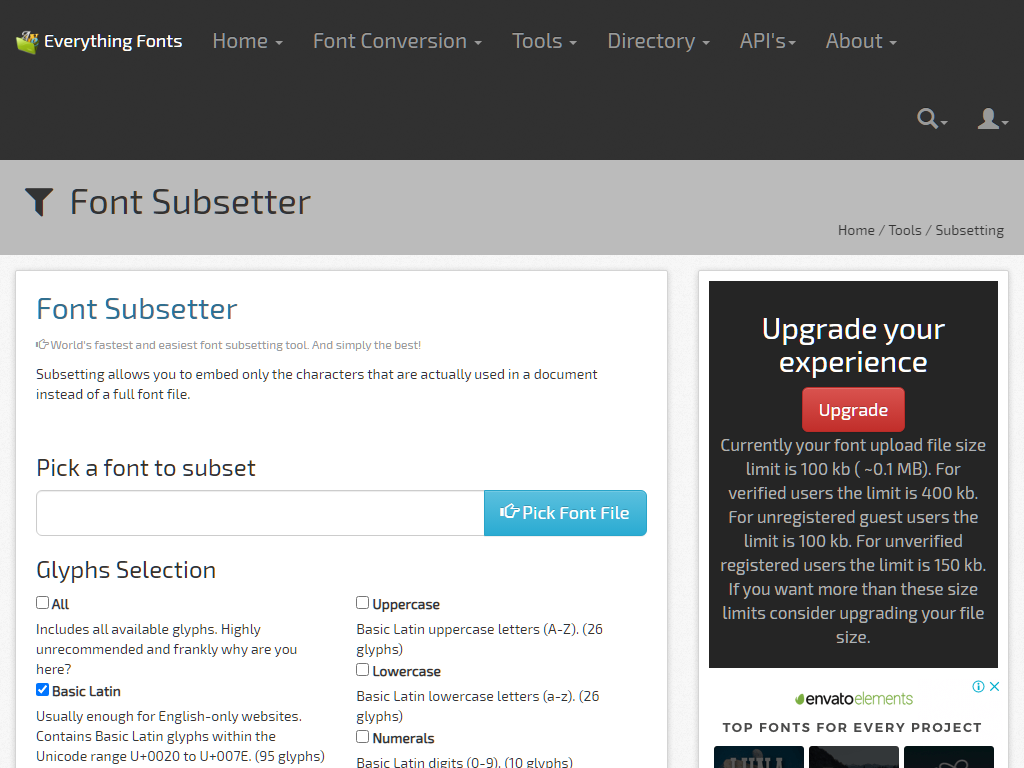 Everything Fonts
Home
Font Conversion
Tools
Directory
API's
About
Font Subsetter
Home / Tools / Subsetting
Font Subsetter
World's fastest and easiest font subsetting tool. And simply the best!
Subsetting allows you to embed only the characters that are actually used in a document
instead of a full font file.
Pick a font to subset
Pick Font File
Glyphs Selection
All
Includes all available glyphs. Highly
unrecommended and frankly why are you
here?
Basic Latin
Usually enough for English-only websites.
Contains Basic Latin glyphs within the
Unicode range U+0020 to U+007E. (95 glyphs)
Uppercase
Basic Latin uppercase letters (A-Z). (26
glyphs)
Lowercase
Basic Latin lowercase letters (a-z). (26
glyphs)
Numerals
Basic Latin digits (0-9). (10 glyphs)
Upgrade your
experience
Upgrade
Currently your font upload file size
limit is 100 kb ( ~0.1 MB). For
verified users the limit is 400 kb.
For unregistered guest users the
limit is 100 kb. For unverified
registered users the limit is 150 kb.
If you want more than these size
limits consider upgrading your file
size.
envatoelements
TOP FONTS FOR EVERY PROJECT